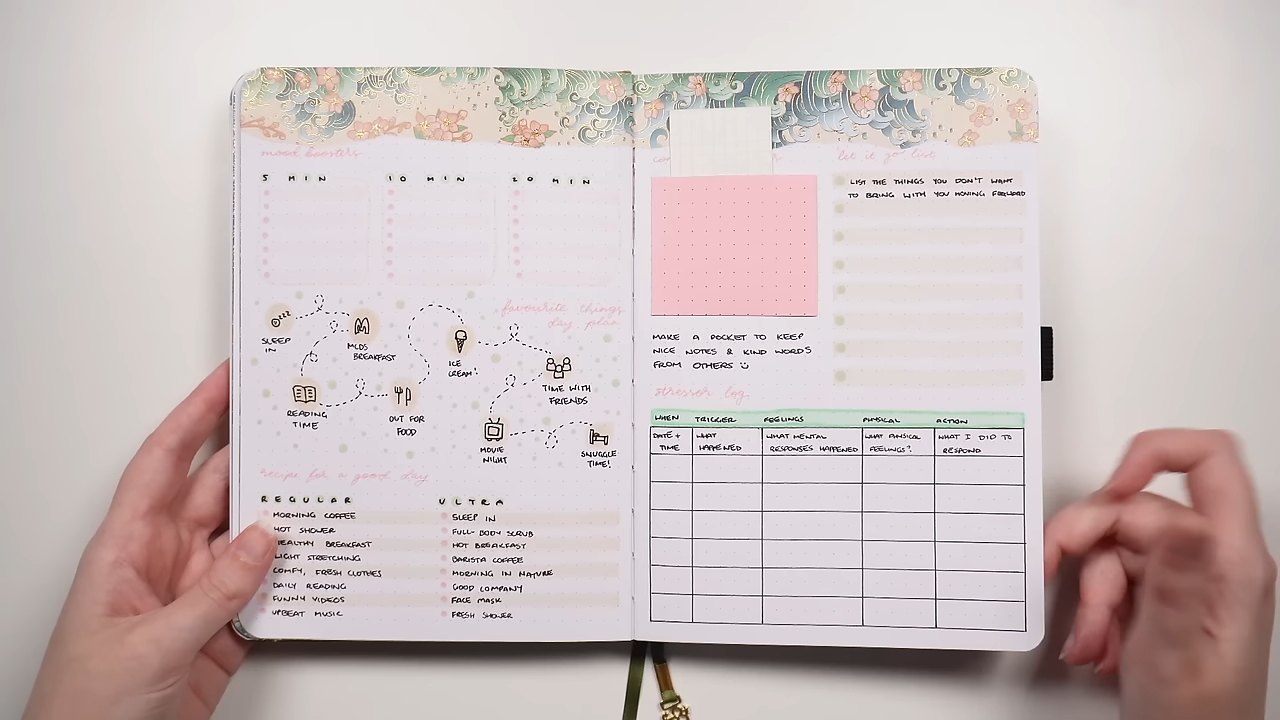 mood boosters
5 MIN
10 MIN
20 MIN
favourite things
day plan
SLEEP
IN
MCDS
BREAKFAST
READING
TIME
OUT FOR
FOOD
ICE
CREAM
TIME WITH
FRIENDS
MOVIE
NIGHT
SNUGGLE
TIME!
recipe for a good day
REGULAR
MORNING COFFEE
HOT SHOWER
HEALTHY BREAKFAST
LIGHT STRETCHING
COMFY, FRESH CLOTHES
DAILY READING
FUNNY VIDEOS
UPBEAT MUSIC
ULTRA
SLEEP IN
FULL-BODY SCRUB
HOT BREAKFAST
BARISTA COFFEE
MORNING IN NATURE
GOOD COMPANY
FACE MASK
FRESH SHOWER
MAKE A POCKET TO KEEP
NICE NOTES & KIND WORDS
FROM OTHERS
let it go list
LIST THE THINGS YOU DON'T WANT
TO BRING WITH YOU MOVING FORWARD
stressor log
WHEN TRIGGER FEELINGS PHYSICAL ACTION
DATE + TIME
WHAT HAPPENED
WHAT MENTAL RESPONSES HAPPENED
WHAT PHYSICAL FEELINGS?
WHAT I DID TO RESPOND